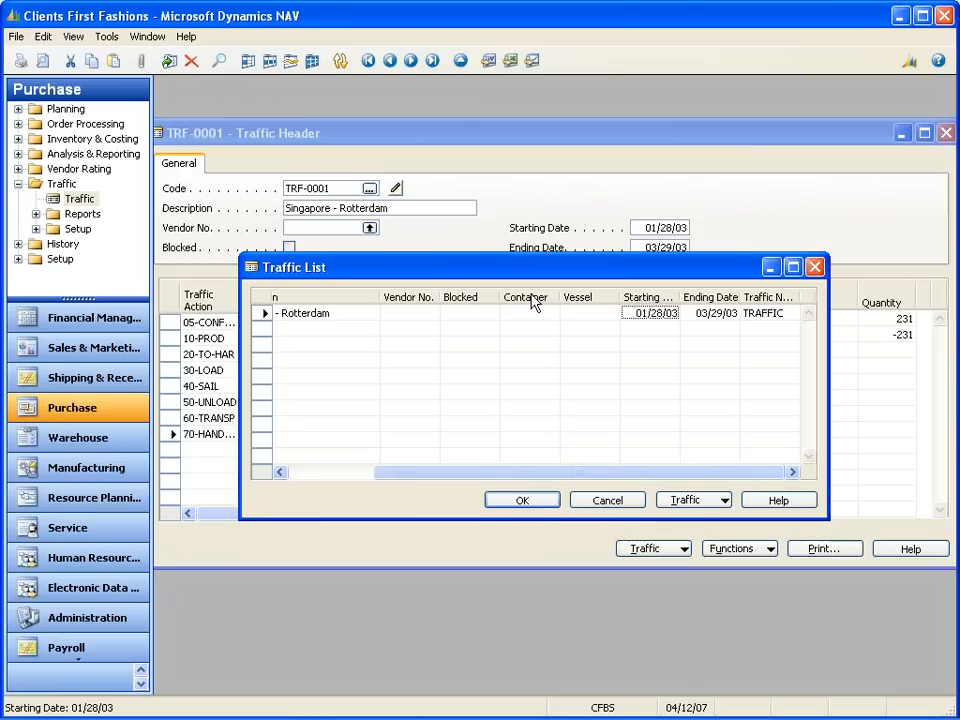 Clients First Fashions - Microsoft Dynamics NAV
File Edit View Tools Window Help
Purchase
Planning
Order Processing
Inventory & Costing
Analysis & Reporting
Vendor Rating
Traffic
Traffic
Reports
Setup
History
Setup
Financial Manag...
Sales & Marketi...
Shipping & Rece...
Purchase
Warehouse
Manufacturing
Resource Planni...
Service
Human Resourc...
Electronic Data ...
Administration
Payroll
TRF-0001 - Traffic Header
General
Code . . . . . . . . . . . TRF-0001 ...
Description . . . . . . . Singapore - Rotterdam
Vendor No. . . . . . . . Starting Date . . . . . . 01/28/03
Blocked . . . . . . . . . Ending Date. . . . . . . 03/29/03
Traffic Action Quantity
05-CONF... 231
10-PROD -231
20-TO-HAR
30-LOAD
40-SAIL
50-UNLOAD
60-TRANSP
70-HAND...
Traffic List
n Vendor No. Blocked Container Vessel Starting ... Ending Date Traffic N...
- Rotterdam 01/28/03 03/29/03 TRAFFIC
OK Cancel Traffic Help
Traffic Functions Print... Help
Starting Date: 01/28/03 CFBS 04/12/07